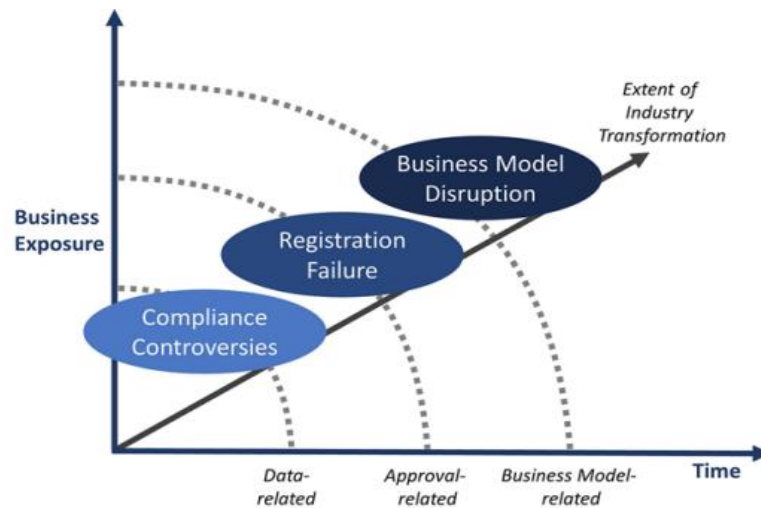 Extent of
Industry
Transformation
Business Model
Disruption
Business
Exposure
Registration
Failure
Compliance
Controversies
Data-
related
Approval-
related
Business Model-
related
Time